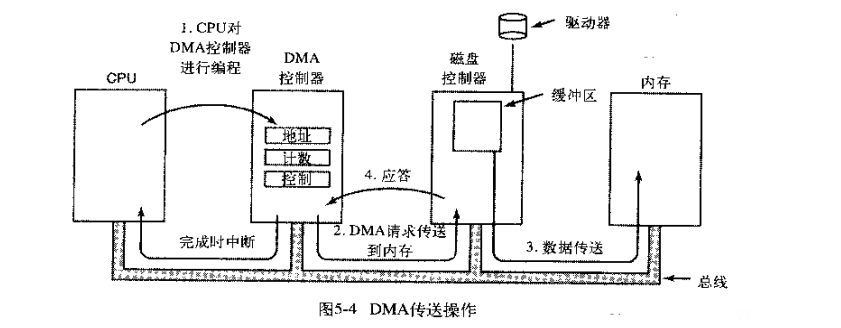 1. CPU对
DMA控制器
进行编程
驱动器
CPU
DMA
控制器
磁盘
控制器
缓冲区
内存
地址
计数
控制
4. 应答
完成时中断
2. DMA请求传送
到内存
3. 数据传送
总线
图5-4 DMA传送操作